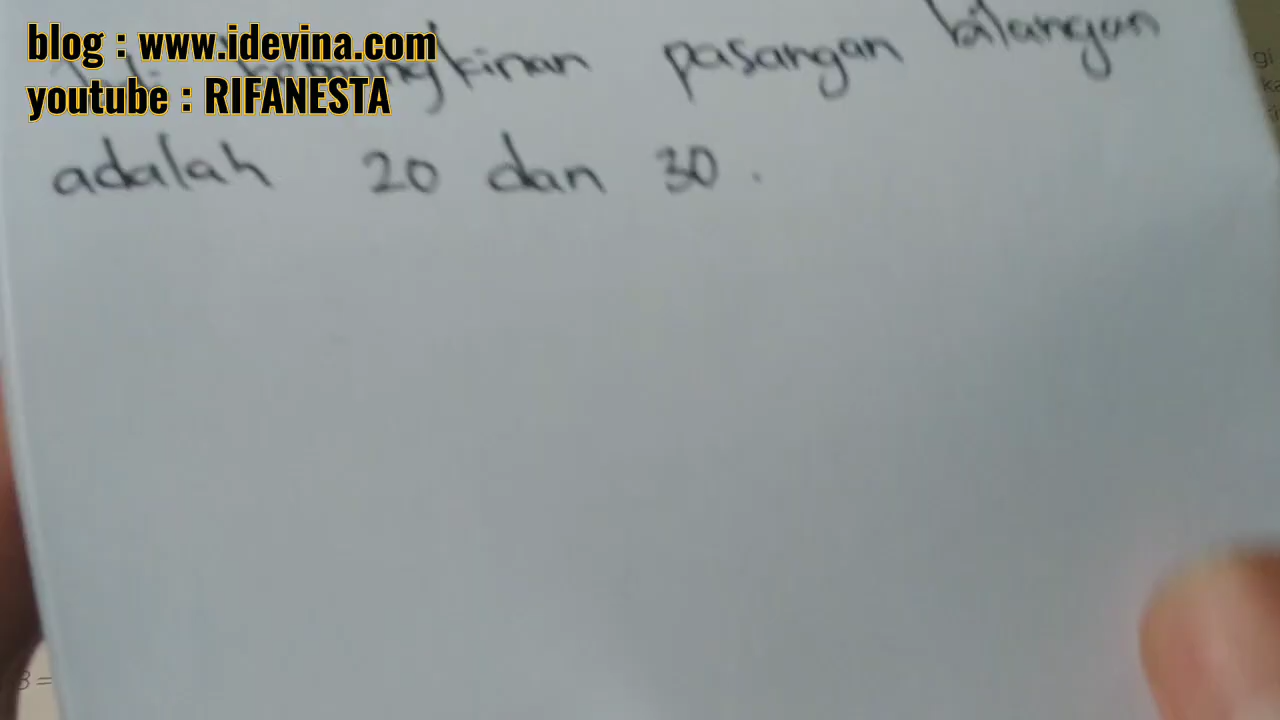 blog : www.idevina.com
youtube : RIFANESTA
kemungkinan pasangan bilangan
adalah 20 dan 30.